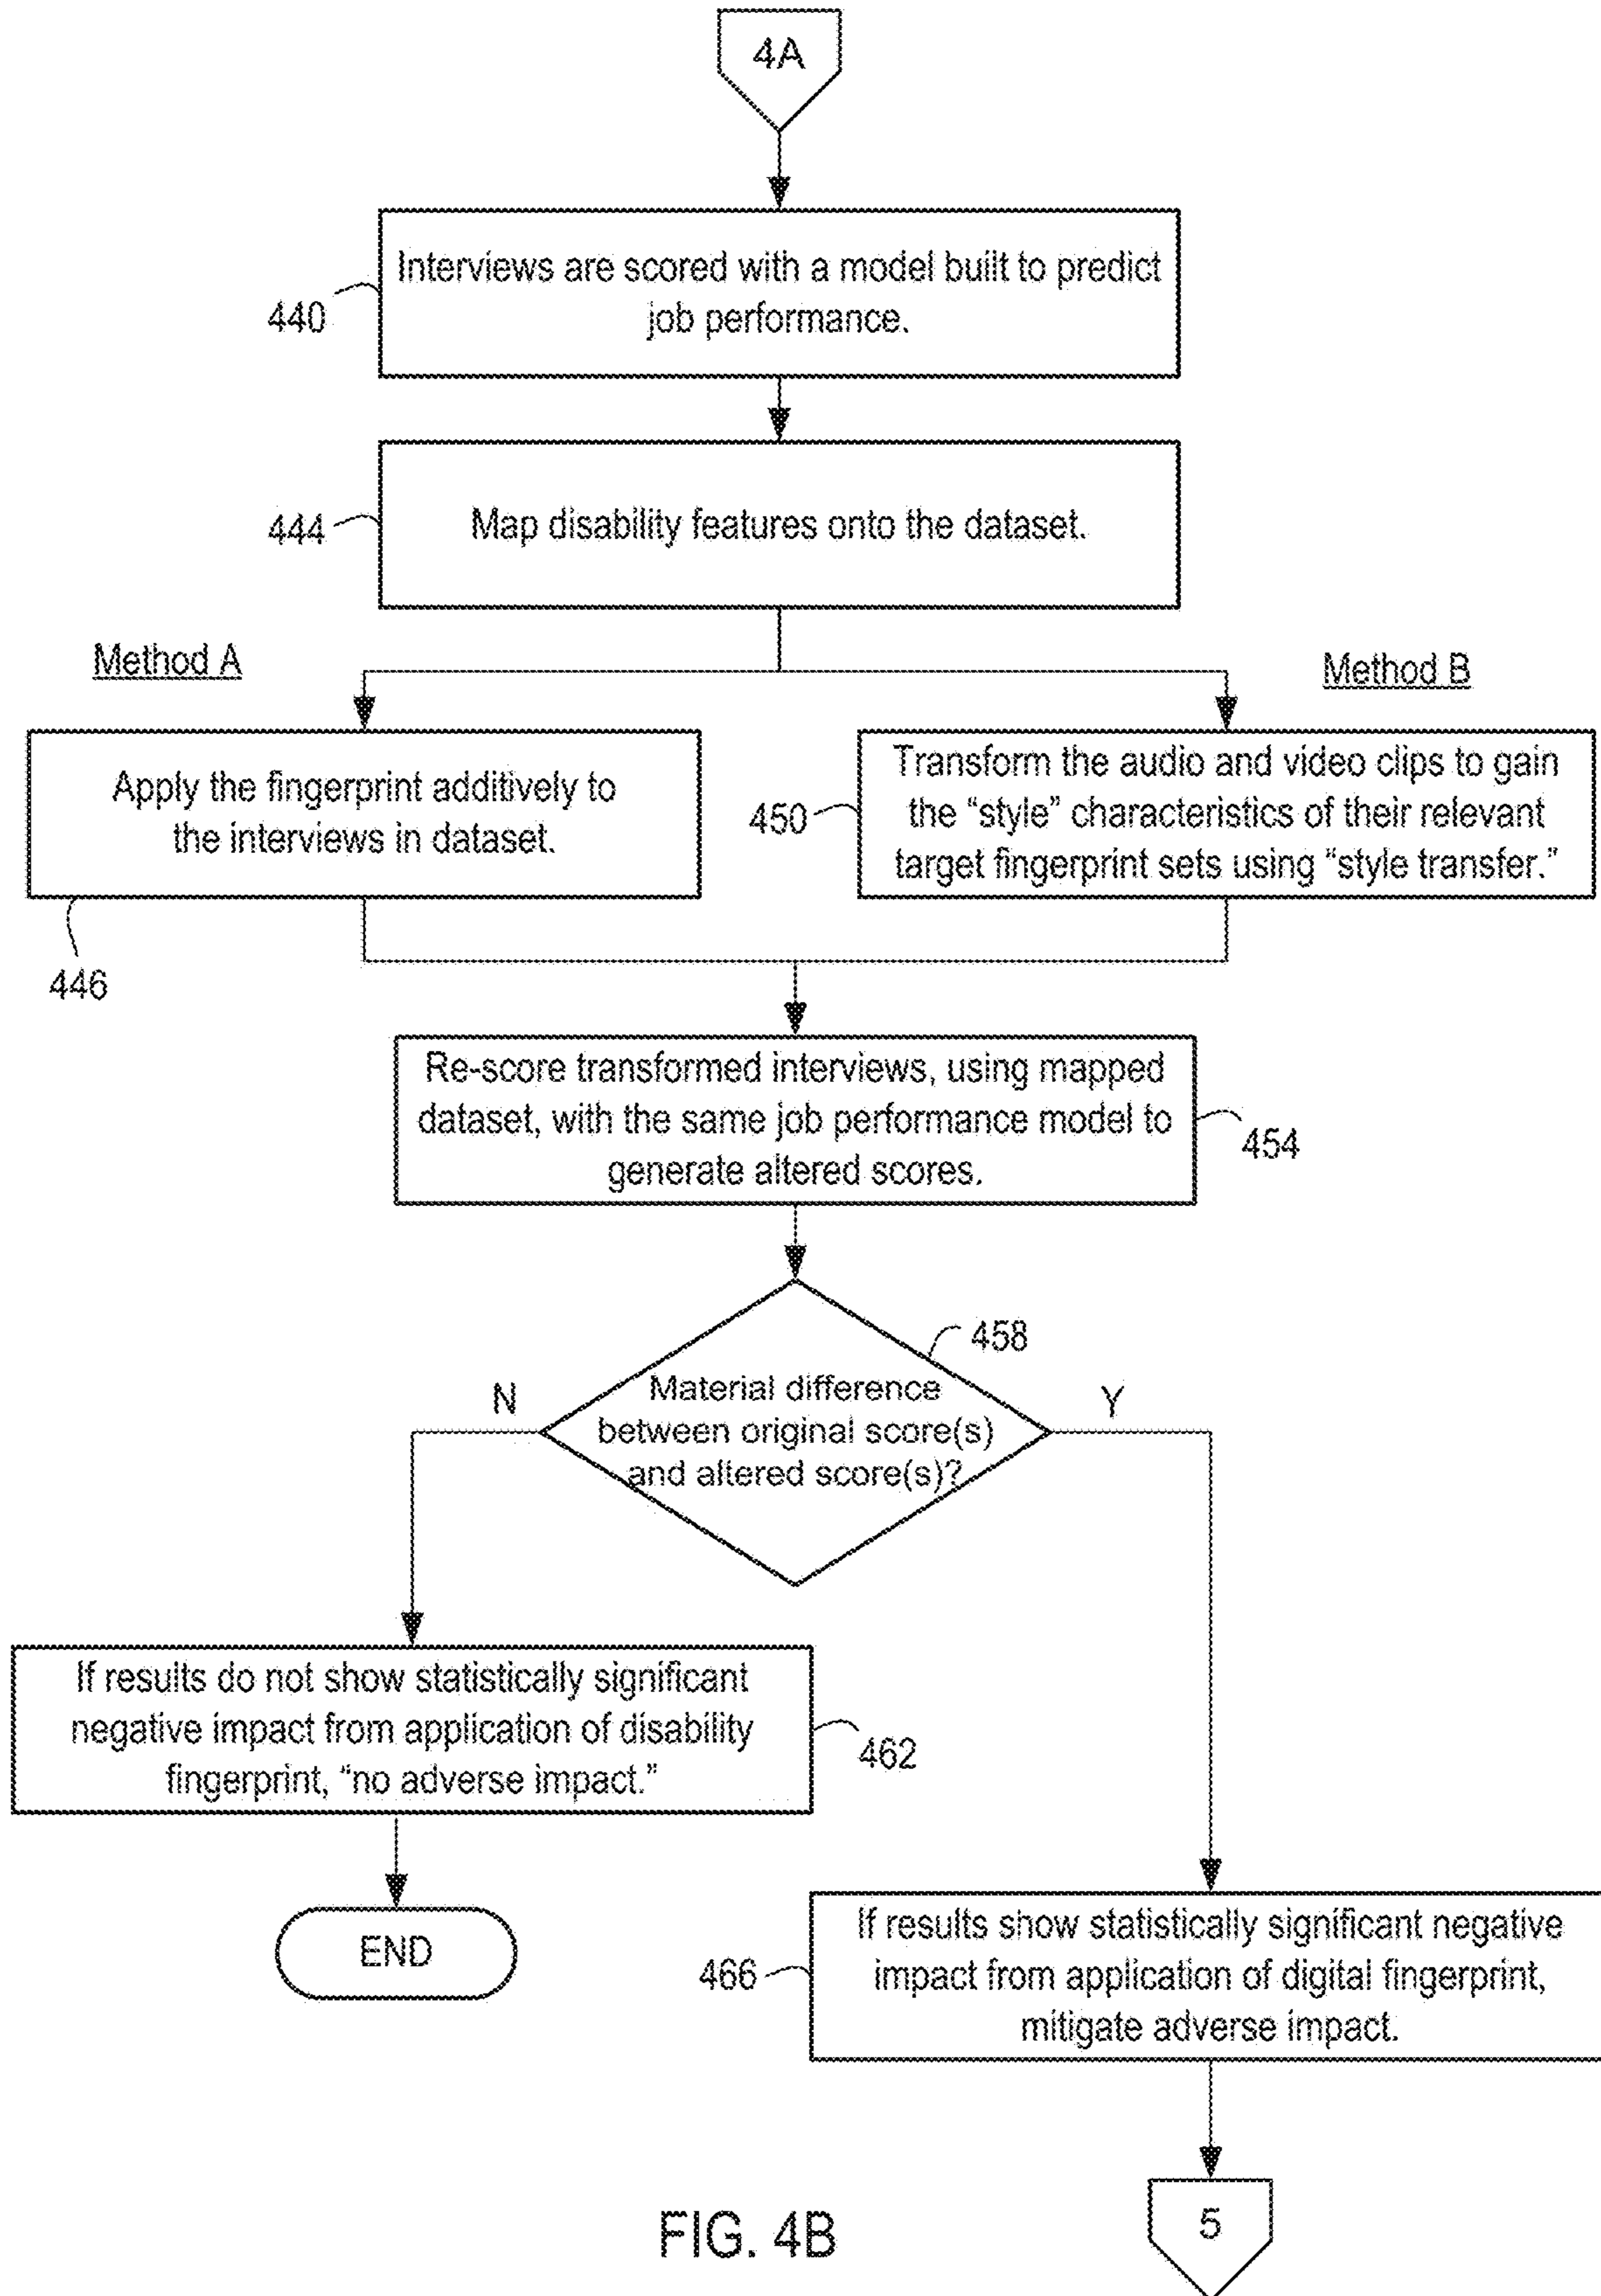 4A
Interviews are scored with a model built to predict
job performance.
440
Map disability features onto the dataset.
444
Method A
Method B
Apply the fingerprint additively to
the interviews in dataset.
446
Transform the audio and video clips to gain
the “style” characteristics of their relevant
target fingerprint sets using “style transfer.”
450
Re-score transformed interviews, using mapped
dataset, with the same job performance model to
generate altered scores.
454
458
N
Y
Material difference
between original score(s)
and altered score(s)?
If results do not show statistically significant
negative impact from application of disability
fingerprint, “no adverse impact.”
462
END
If results show statistically significant negative
impact from application of digital fingerprint,
mitigate adverse impact.
466
5
FIG. 4B